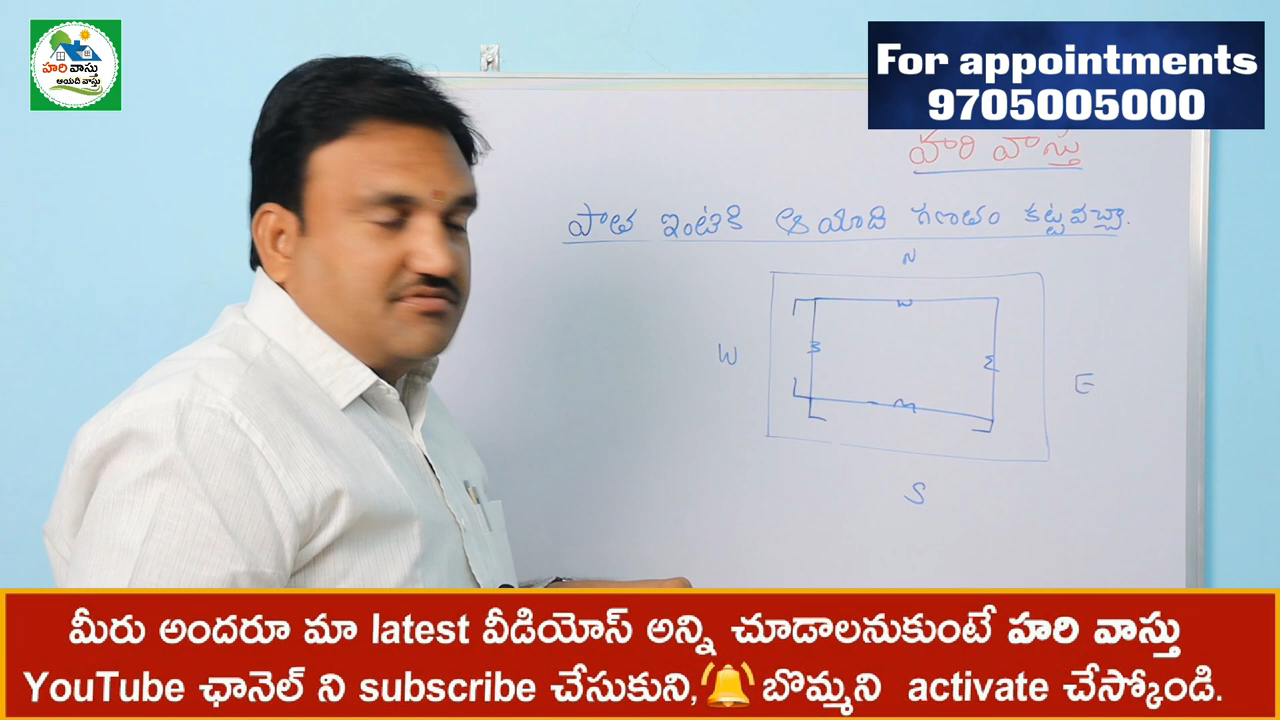 హరి వాస్తు
ఆయాది వాస్తు
For appointments
9705005000
హరి వాస్తు
పాత ఇంటికి ఆయాది గణితం కట్టవచ్చా.
N
W
E
S
మీరు అందరూ మా latest వీడియోస్ అన్ని చూడాలనుకుంటే హరి వాస్తు
YouTube ఛానెల్ ని subscribe చేసుకుని,🔔బొమ్మని activate చేస్కోండి.